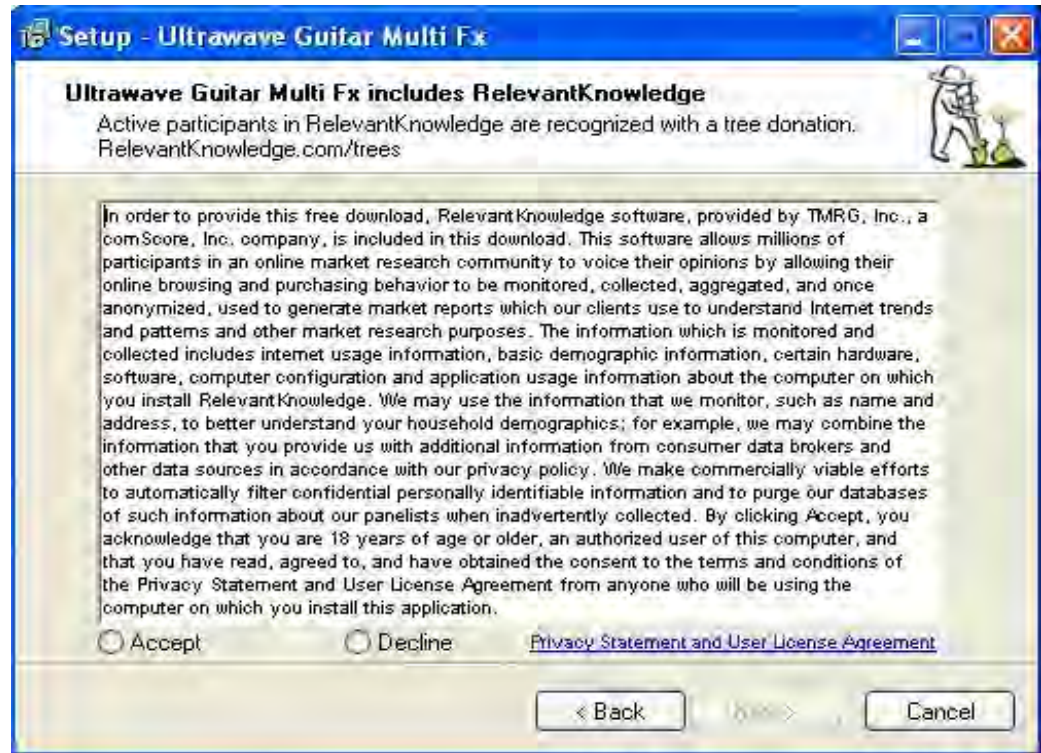 Setup - Ultrawave Guitar Multi Fx
Ultrawave Guitar Multi Fx includes RelevantKnowledge
Active participants in RelevantKnowledge are recognized with a tree donation.
RelevantKnowledge.com/trees
In order to provide this free download, RelevantKnowledge software, provided by TMRG, Inc., a
comScore, Inc. company, is included in this download. This software allows millions of
participants in an online market research community to voice their opinions by allowing their
online browsing and purchasing behavior to be monitored, collected, aggregated, and once
anonymized, used to generate market reports which our clients use to understand Internet trends
and patterns and other market research purposes. The information which is monitored and
collected includes internet usage information, basic demographic information, certain hardware,
software, computer configuration and application usage information about the computer on which
you install RelevantKnowledge. We may use the information that we monitor, such as name and
address, to better understand your household demographics; for example, we may combine the
information that you provide us with additional information from consumer data brokers and
other data sources in accordance with our privacy policy. We make commercially viable efforts
to automatically filter confidential personally identifiable information and to purge our databases
of such information about our panelists when inadvertently collected. By clicking Accept, you
acknowledge that you are 18 years of age or older, an authorized user of this computer, and
that you have read, agreed to, and have obtained the consent to the terms and conditions of
the Privacy Statement and User License Agreement from anyone who will be using the
computer on which you install this application.
Accept Decline Privacy Statement and User License Agreement
< Back Cancel